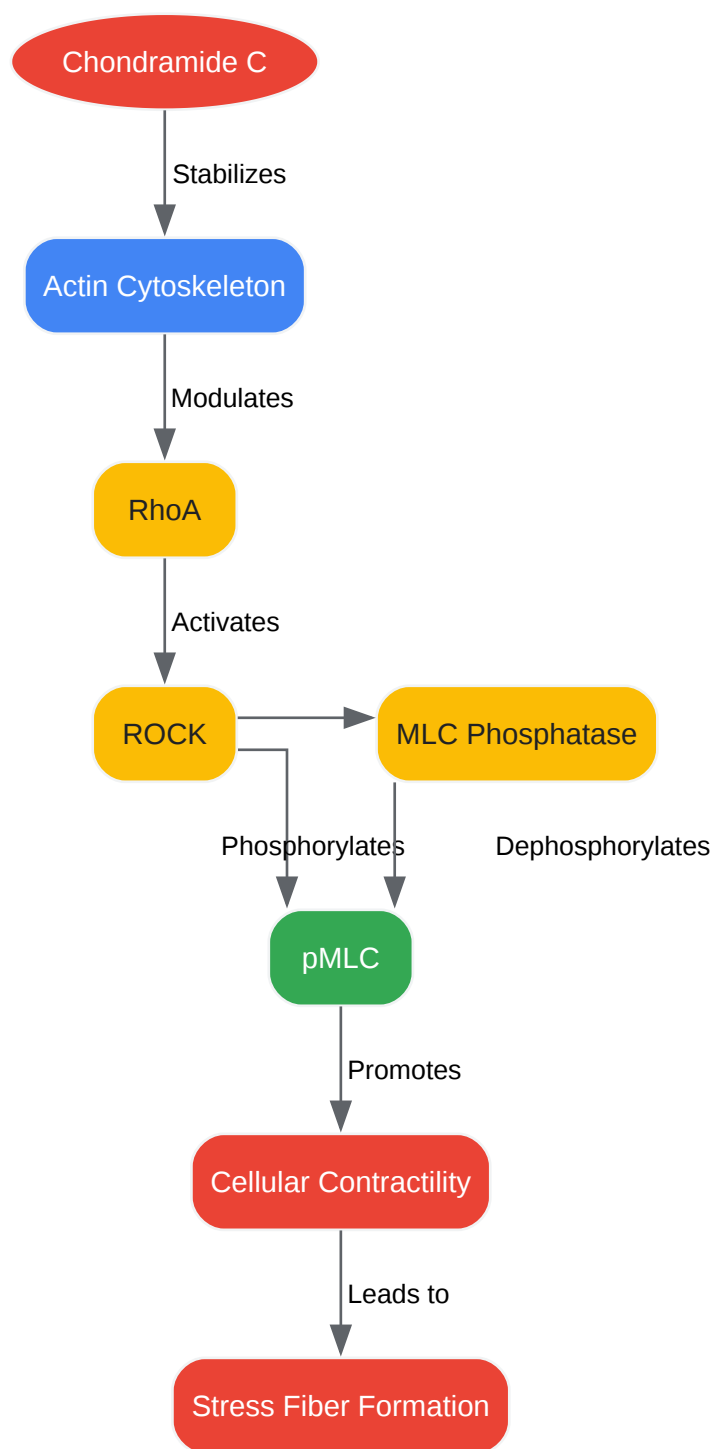 Chondramide C
Stabilizes
Actin Cytoskeleton
Modulates
RhoA
Activates
ROCK
MLC Phosphatase
Phosphorylates
Dephosphorylates
pMLC
Promotes
Cellular Contractility
Leads to
Stress Fiber Formation